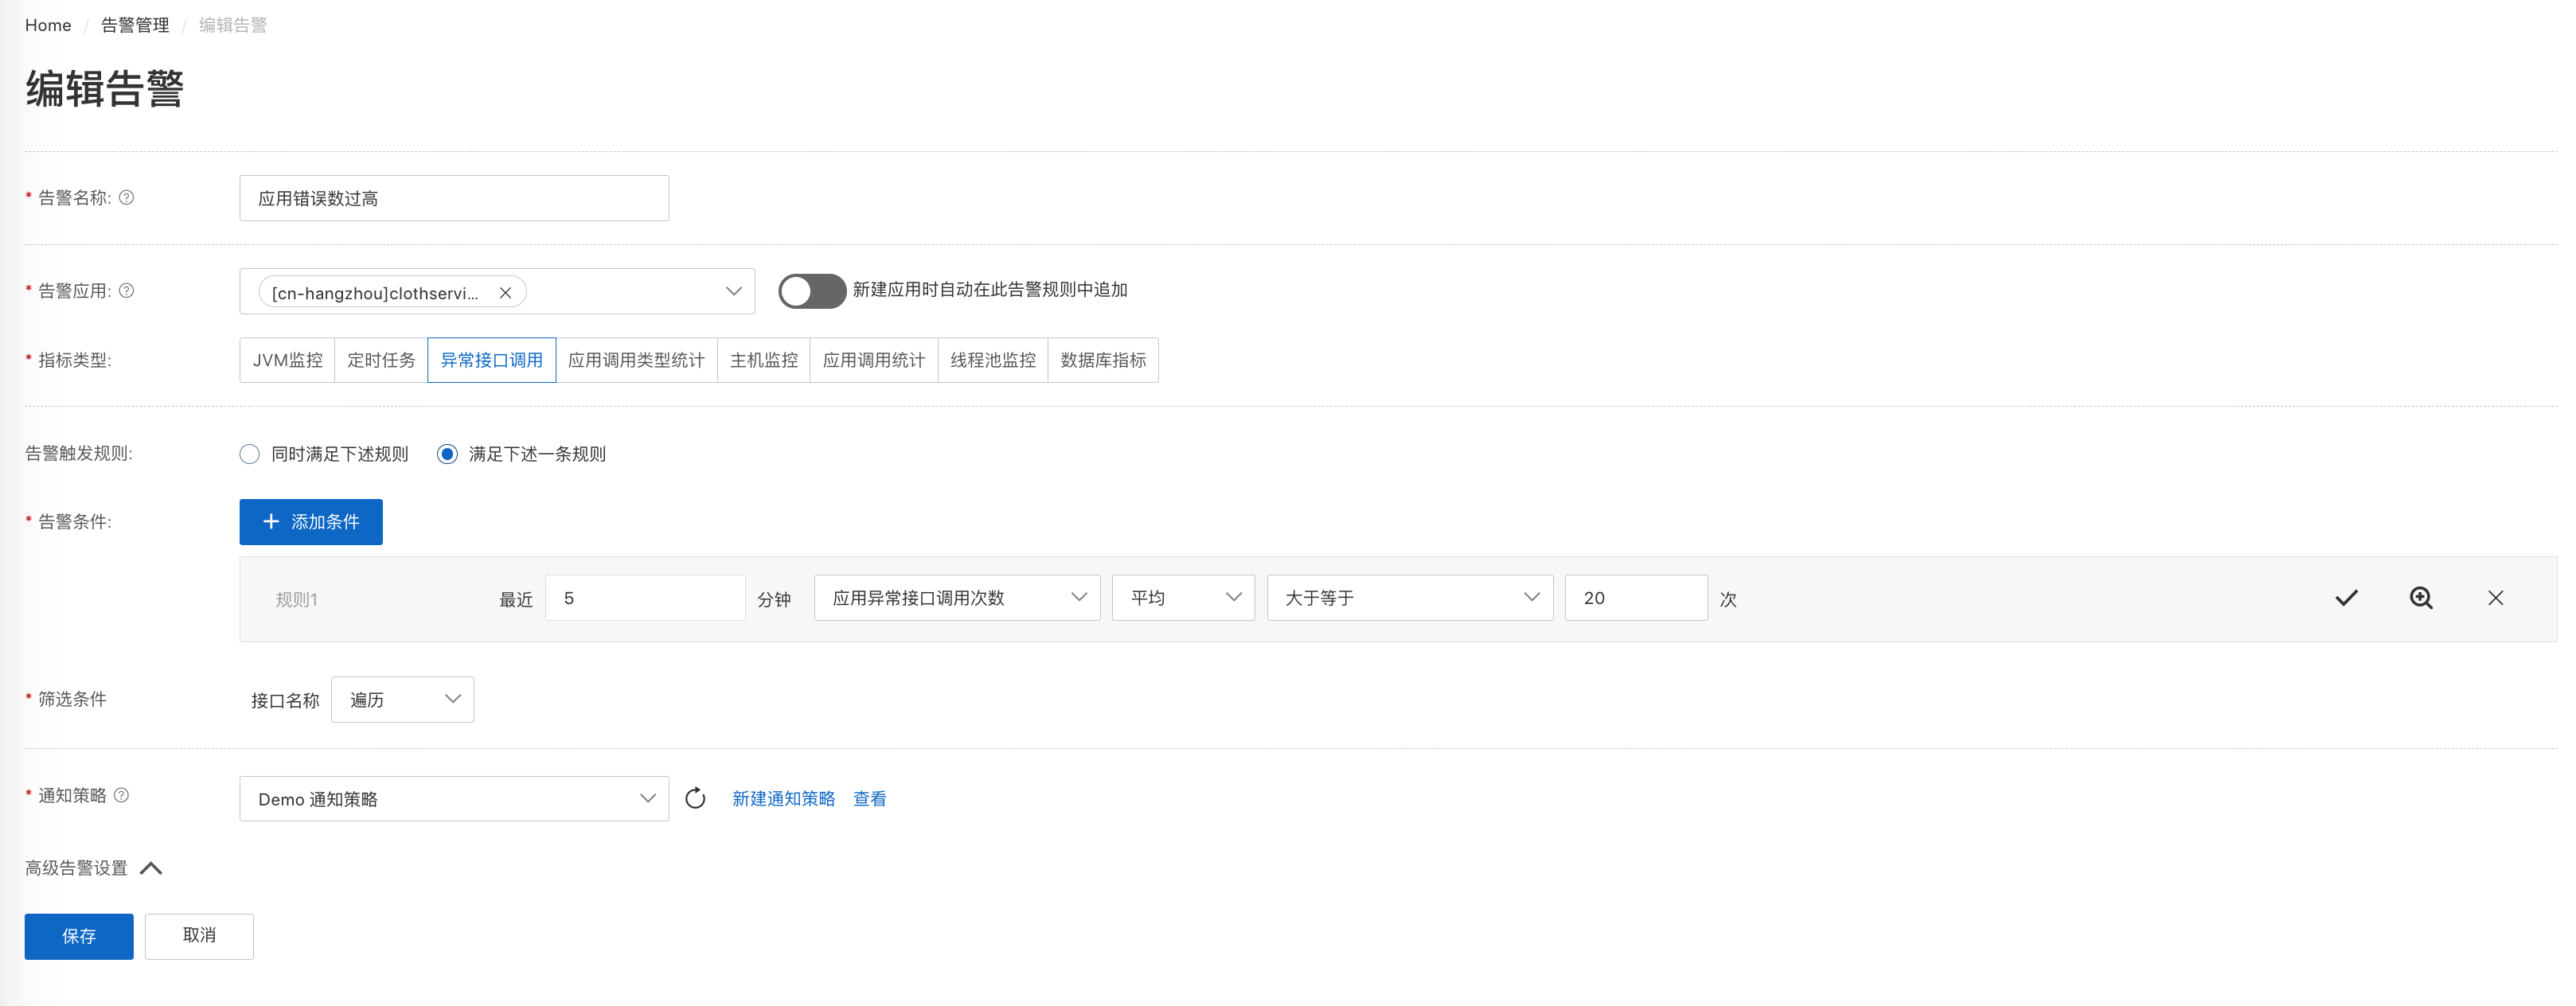 Home / 告警管理 / 编辑告警
编辑告警
* 告警名称: 应用错误数过高
* 告警应用: [cn-hangzhou]clothservi... 新建应用时自动在此告警规则中追加
* 指标类型: JVM监控 定时任务 异常接口调用 应用调用类型统计 主机监控 应用调用统计 线程池监控 数据库指标
告警触发规则: 同时满足下述规则 满足下述一条规则
* 告警条件: 添加条件
规则1 最近 5 分钟 应用异常接口调用次数 平均 大于等于 20 次
* 筛选条件 接口名称 遍历
* 通知策略 Demo 通知策略 新建通知策略 查看
高级告警设置
保存 取消